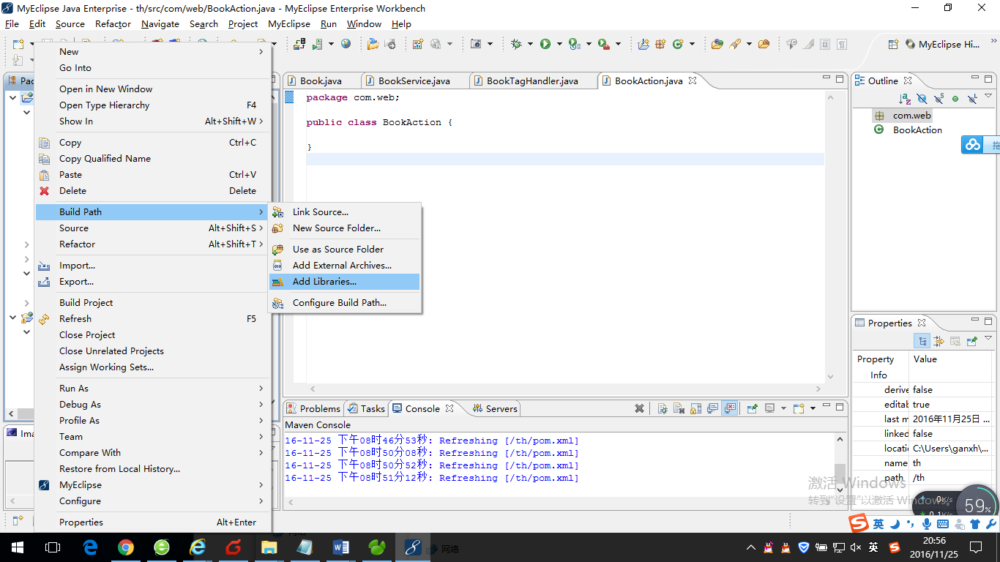 MyEclipse Java Enterprise - th/src/com/web/BookAction.java - MyEclipse Enterprise Workbench
File Edit Source Refactor Navigate Search Project MyEclipse Run Window Help
MyEclipse Hi...
Pac
New
Go Into
Open in New Window
Open Type Hierarchy F4
Show In Alt+Shift+W
Copy Ctrl+C
Copy Qualified Name
Paste Ctrl+V
Delete Delete
Build Path
Source Alt+Shift+S
Refactor Alt+Shift+T
Import...
Export...
Build Project
Refresh F5
Close Project
Close Unrelated Projects
Assign Working Sets...
Run As
Debug As
Profile As
Team
Compare With
Restore from Local History...
MyEclipse
Configure
Properties Alt+Enter
Link Source...
New Source Folder...
Use as Source Folder
Add External Archives...
Add Libraries...
Configure Build Path...
Book.java BookService.java BookTagHandler.java BookAction.java
package com.web;
public class BookAction {
}
Outline
com.web
BookAction
拖
Properties
Property Value
Info
derive false
editab true
last m 2016年11月25日 ...
linked false
locatio C:\Users\ganxh\...
name th
path /th
Ima
Problems Tasks Console Servers
Maven Console
16-11-25 下午08时46分53秒: Refreshing [/th/pom.xml]
16-11-25 下午08时50分08秒: Refreshing [/th/pom.xml]
16-11-25 下午08时50分52秒: Refreshing [/th/pom.xml]
16-11-25 下午08时51分12秒: Refreshing [/th/pom.xml]
激活 Windows
转到"设置"以激活 Windows。
0K/s
0.1K/s
59%
英
网络
英
20:56
2016/11/25